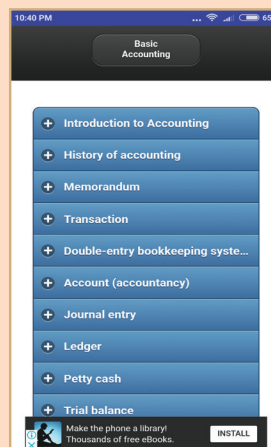 10:40 PM ... 65
Basic
Accounting
Introduction to Accounting
History of accounting
Memorandum
Transaction
Double-entry bookkeeping syste...
Account (accountancy)
Journal entry
Ledger
Petty cash
Trial balance
Make the phone a library!
Thousands of free eBooks.
INSTALL